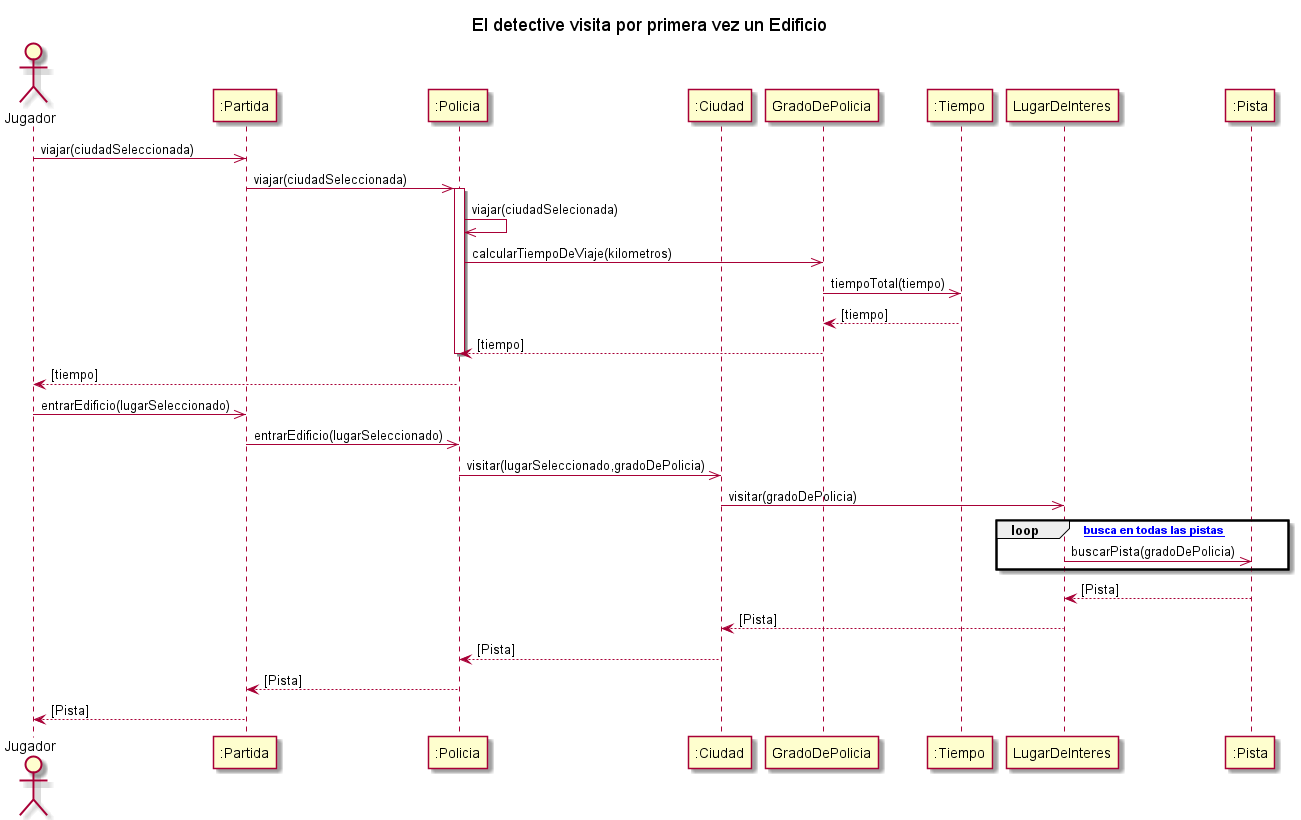 El detective visita por primera vez un Edificio
Jugador
:Partida
:Policia
:Ciudad
GradoDePolicia
:Tiempo
LugarDeInteres
:Pista
viajar(ciudadSeleccionada)
viajar(ciudadSeleccionada)
viajar(ciudadSelecionada)
calcularTiempoDeViaje(kilometros)
tiempoTotal(tiempo)
[tiempo]
[tiempo]
[tiempo]
entrarEdificio(lugarSeleccionado)
entrarEdificio(lugarSeleccionado)
visitar(lugarSeleccionado,gradoDePolicia)
visitar(gradoDePolicia)
loop
busca en todas las pistas
buscarPista(gradoDePolicia)
[Pista]
[Pista]
[Pista]
[Pista]
[Pista]
Jugador
:Partida
:Policia
:Ciudad
GradoDePolicia
:Tiempo
LugarDeInteres
:Pista